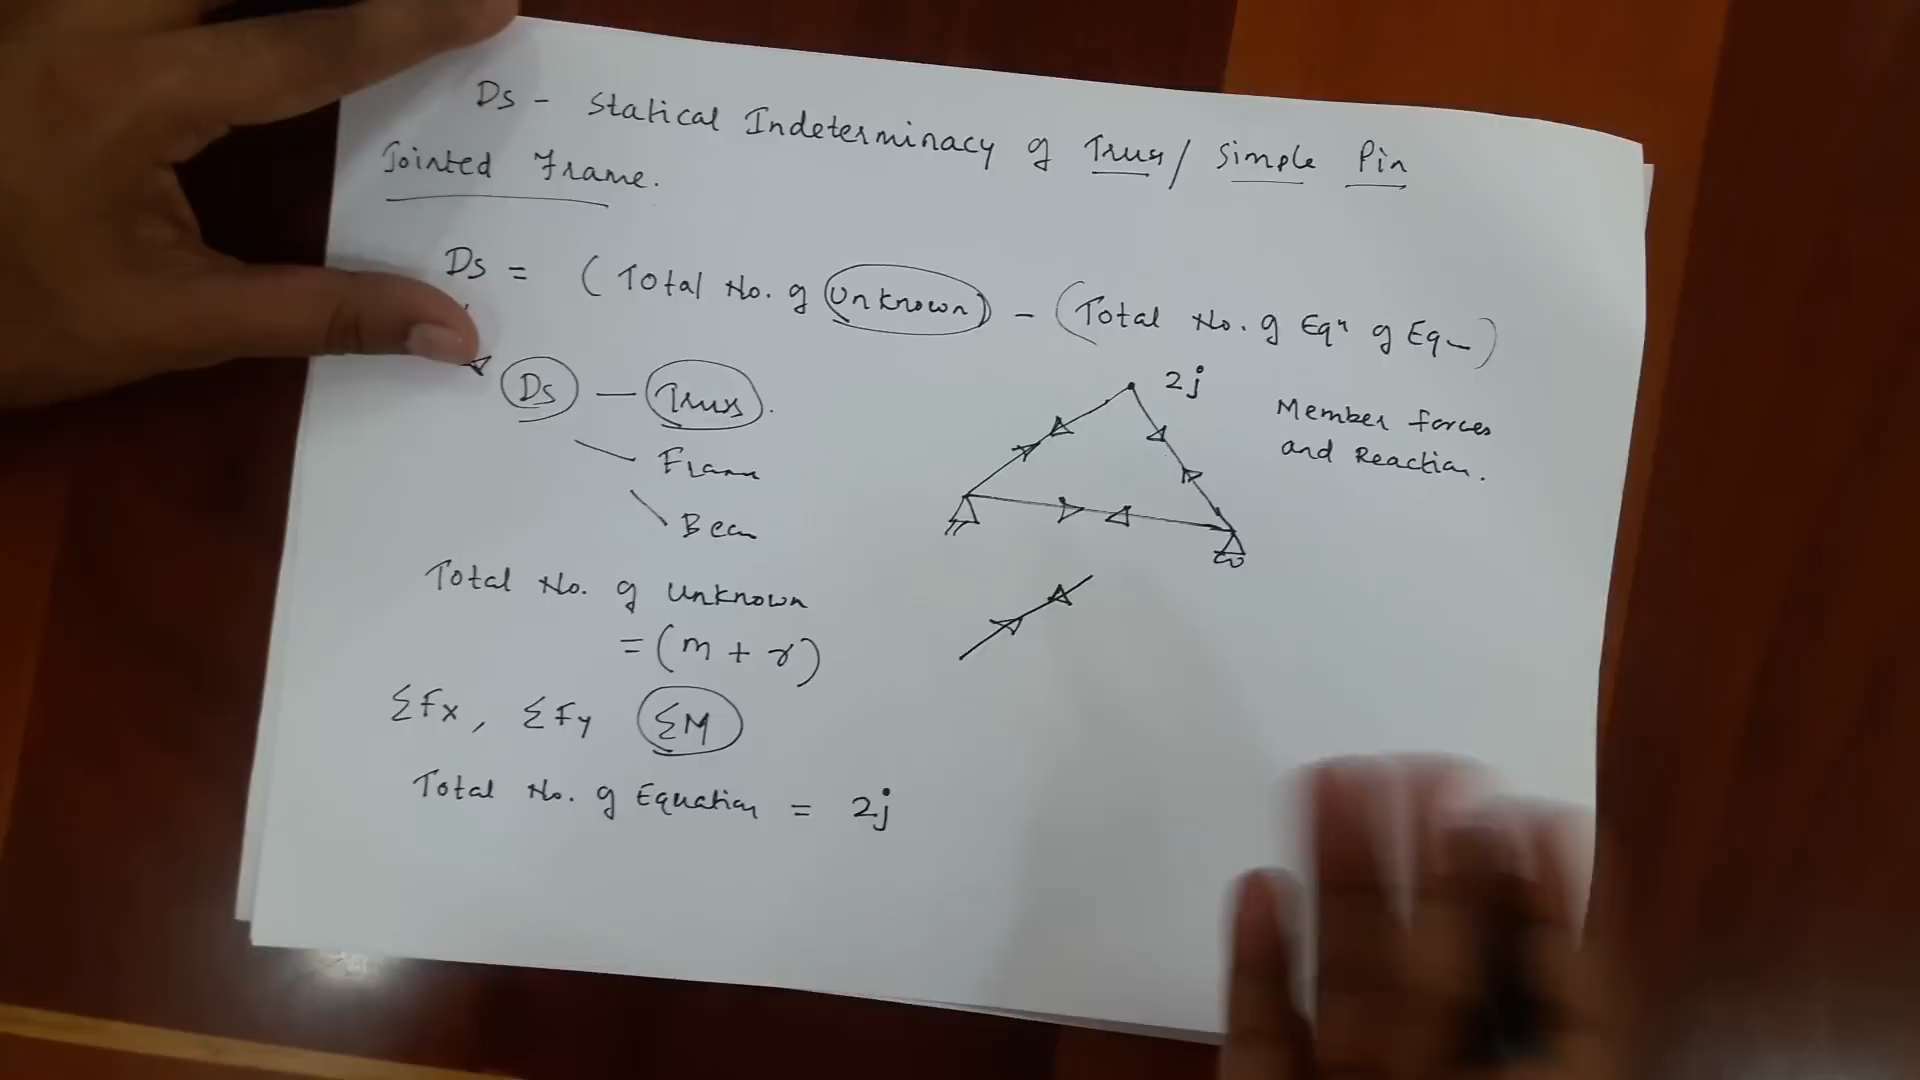 Ds - Statical Indeterminacy of Truss / Simple Pin
Jointed Frame.
Ds = (Total No. of Unknown) - (Total No. of Eqn of Eqm)
Ds — Truss.
Frame
Beam
2j
Member forces
and Reaction.
Total No. of Unknown
= (m + r)
ΣFx, ΣFy ΣM
Total No. of Equation = 2j